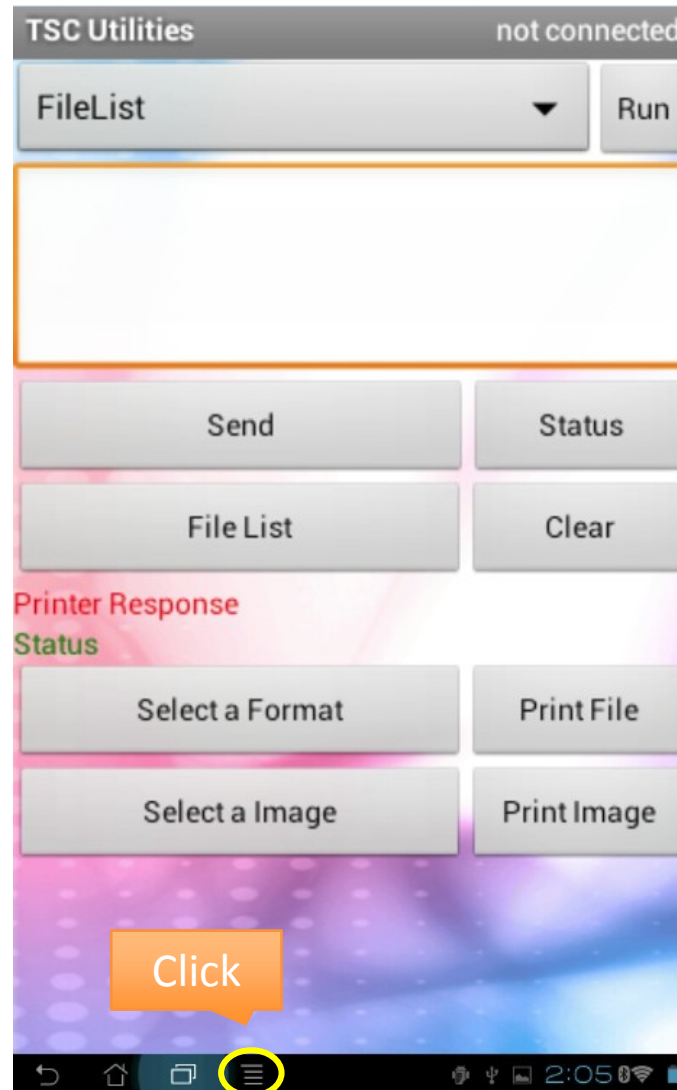 TSC Utilities not connected
FileList Run
Send Status
File List Clear
Printer Response
Status
Select a Format Print File
Select a Image Print Image
Click
2:05